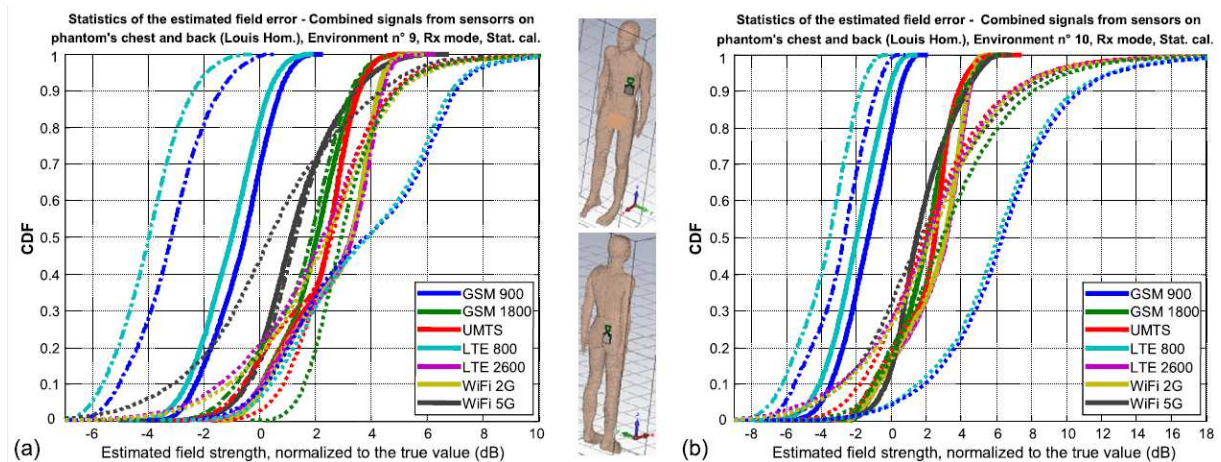 Statistics of the estimated field error - Combined signals from sensorrs on
phantom's chest and back (Louis Hom.), Environment n° 9, Rx mode, Stat. cal.
1
0.9
0.8
0.7
0.6
0.5
0.4
0.3
0.2
0.1
0
CDF
GSM 900
GSM 1800
UMTS
LTE 800
LTE 2600
WiFi 2G
WiFi 5G
-6
-4
-2
0
2
4
6
8
10
(a)
Estimated field strength, normalized to the true value (dB)
Statistics of the estimated field error - Combined signals from sensors on
phantom's chest and back (Louis Hom.), Environment n° 10, Rx mode, Stat. cal.
1
0.9
0.8
0.7
0.6
0.5
0.4
0.3
0.2
0.1
0
CDF
GSM 900
GSM 1800
UMTS
LTE 800
LTE 2600
WiFi 2G
WiFi 5G
-8
-6
-4
-2
0
2
4
6
8
10
12
14
16
18
(b)
Estimated field strength, normalized to the true value (dB)